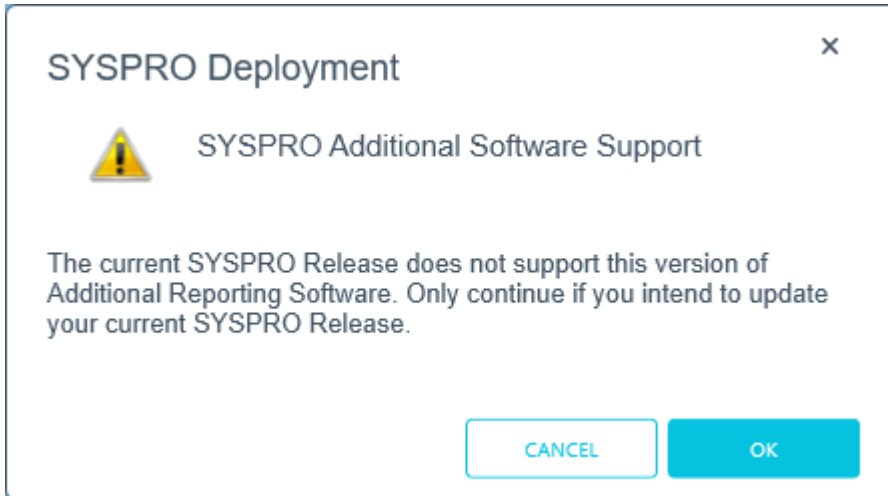 SYSPRO Deployment
SYSPRO Additional Software Support
The current SYSPRO Release does not support this version of
Additional Reporting Software. Only continue if you intend to update
your current SYSPRO Release.
CANCEL
OK